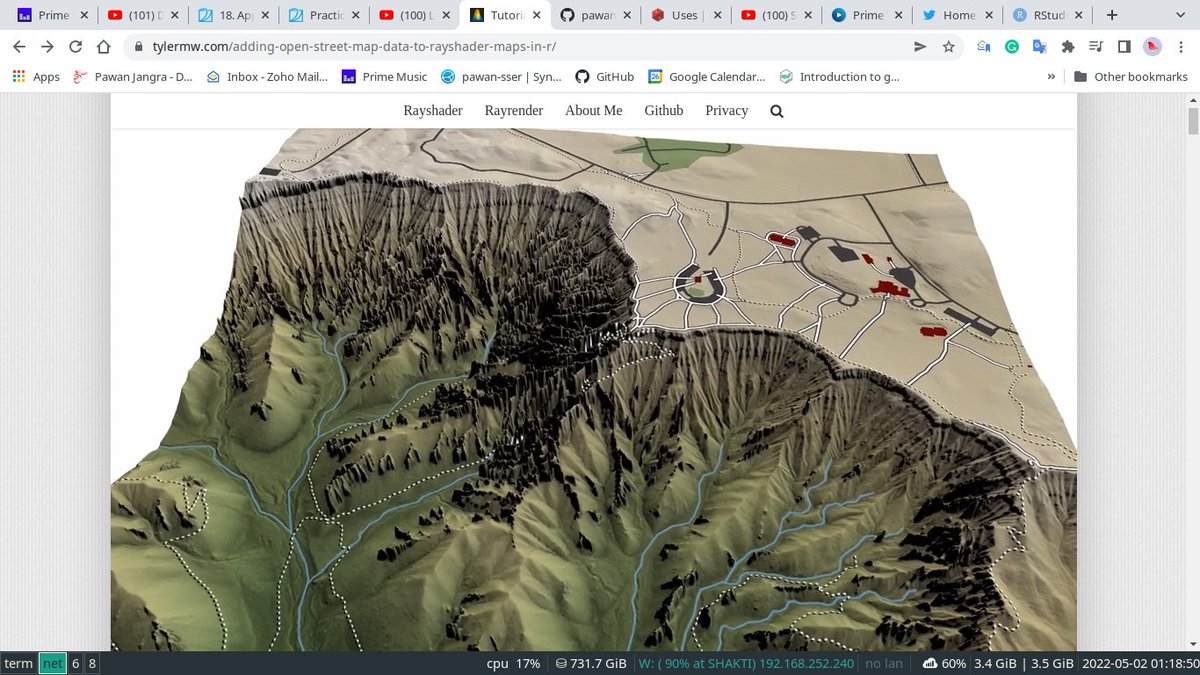 Prime (101) D 18. Ap Practic (100) L Tutoria pawan Uses | (100) S Prime Home RStud
tylermw.com/adding-open-street-map-data-to-rayshader-maps-in-r/
Apps Pawan Jangra - D... Inbox - Zoho Mail... Prime Music pawan-sser | Syn... GitHub 26 Google Calendar... Introduction to g... » Other bookmarks
Rayshader Rayrender About Me Github Privacy
term net 6 8 cpu 17% 731.7 GiB W: ( 90% at SHAKTI) 192.168.252.240 no lan 60% 3.4 GiB | 3.5 GiB 2022-05-02 01:18:50